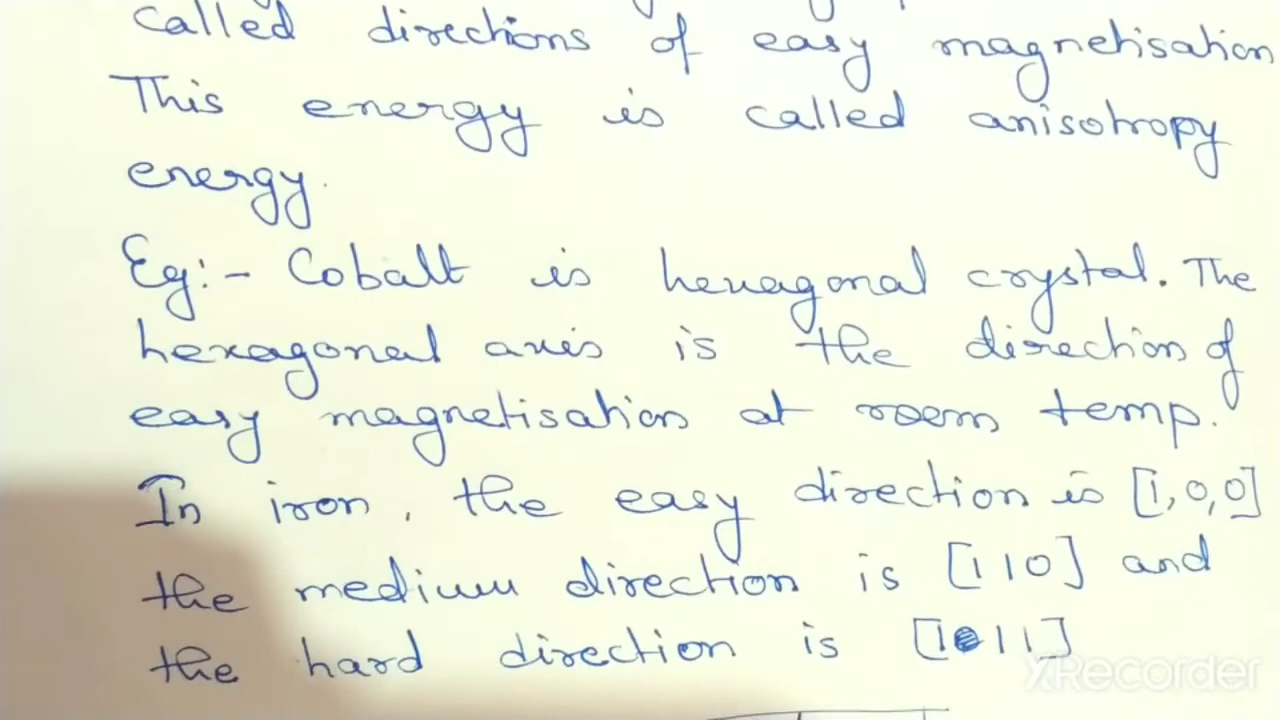 called directions of easy magnetisation
This energy is called anisotropy
energy.
Eg:- Cobalt is hexagonal crystal. The
hexagonal axis is the direction of
easy magnetisation at room temp.
In iron, the easy direction is [1,0,0]
the medium direction is [110] and
the hard direction is [111]
XRecorder